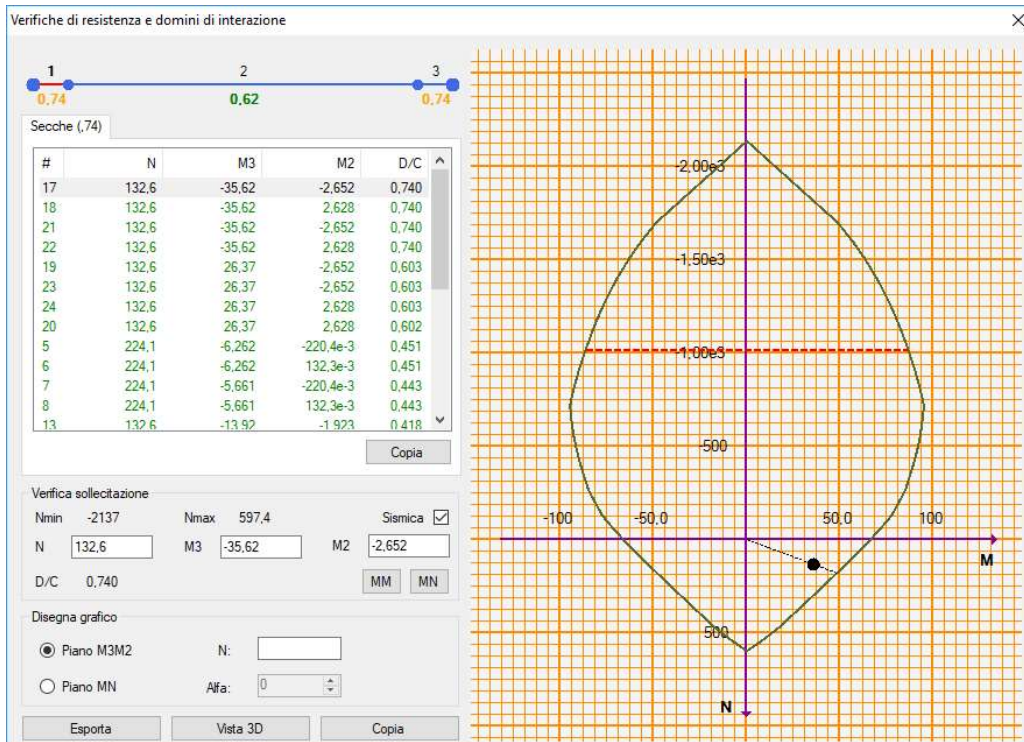 Verifiche di resistenza e domini di interazione
1 2 3
0,74 0,62 0,74
Secche (,74)
# N M3 M2 D/C
17 132,6 -35,62 -2,652 0,740
18 132,6 -35,62 2,628 0,740
21 132,6 -35,62 -2,652 0,740
22 132,6 -35,62 2,628 0,740
19 132,6 26,37 -2,652 0,603
23 132,6 26,37 -2,652 0,603
24 132,6 26,37 2,628 0,603
20 132,6 26,37 2,628 0,602
5 224,1 -6,262 -220,4e-3 0,451
6 224,1 -6,262 132,3e-3 0,451
7 224,1 -5,661 -220,4e-3 0,443
8 224,1 -5,661 132,3e-3 0,443
13 132,6 -13,92 -1,923 0,418
Copia
Verifica sollecitazione
Nmin -2137 Nmax 597,4 Sismica
N 132,6 M3 -35,62 M2 -2,652
D/C 0,740 MM MN
Disegna grafico
Piano M3M2 N:
Piano MN Alfa: 0
Esporta Vista 3D Copia
-2,00e3
-1,50e3
-1,00e3
-500
-100 -50,0 50,0 100
M
500
N